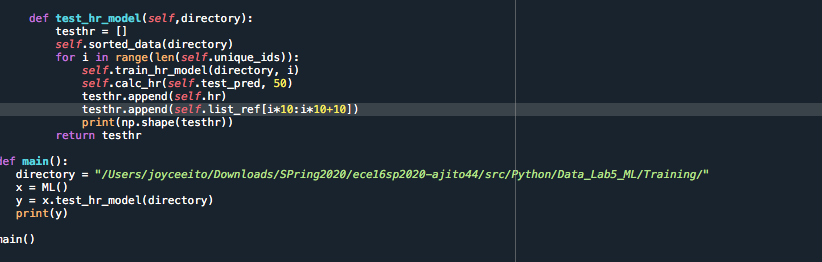 def test_hr_model(self,directory):
testhr = []
self.sorted_data(directory)
for i in range(len(self.unique_ids)):
self.train_hr_model(directory, i)
self.calc_hr(self.test_pred, 50)
testhr.append(self.hr)
testhr.append(self.list_ref[i*10:i*10+10])
print(np.shape(testhr))
return testhr
def main():
directory = "/Users/joyceeito/Downloads/SPring2020/ece16sp2020-ajito44/src/Python/Data_Lab5_ML/Training/"
x = ML()
y = x.test_hr_model(directory)
print(y)
main()